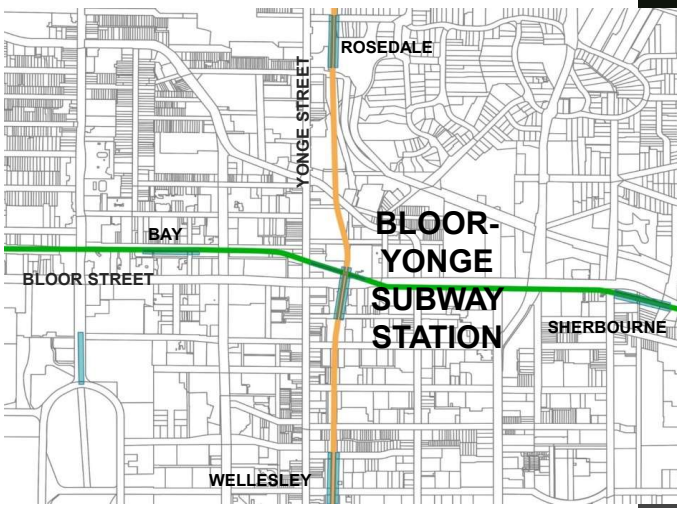 ROSEDALE
YONGE STREET
BAY
BLOOR-
YONGE
SUBWAY
STATION
BLOOR STREET
SHERBOURNE
WELLESLEY